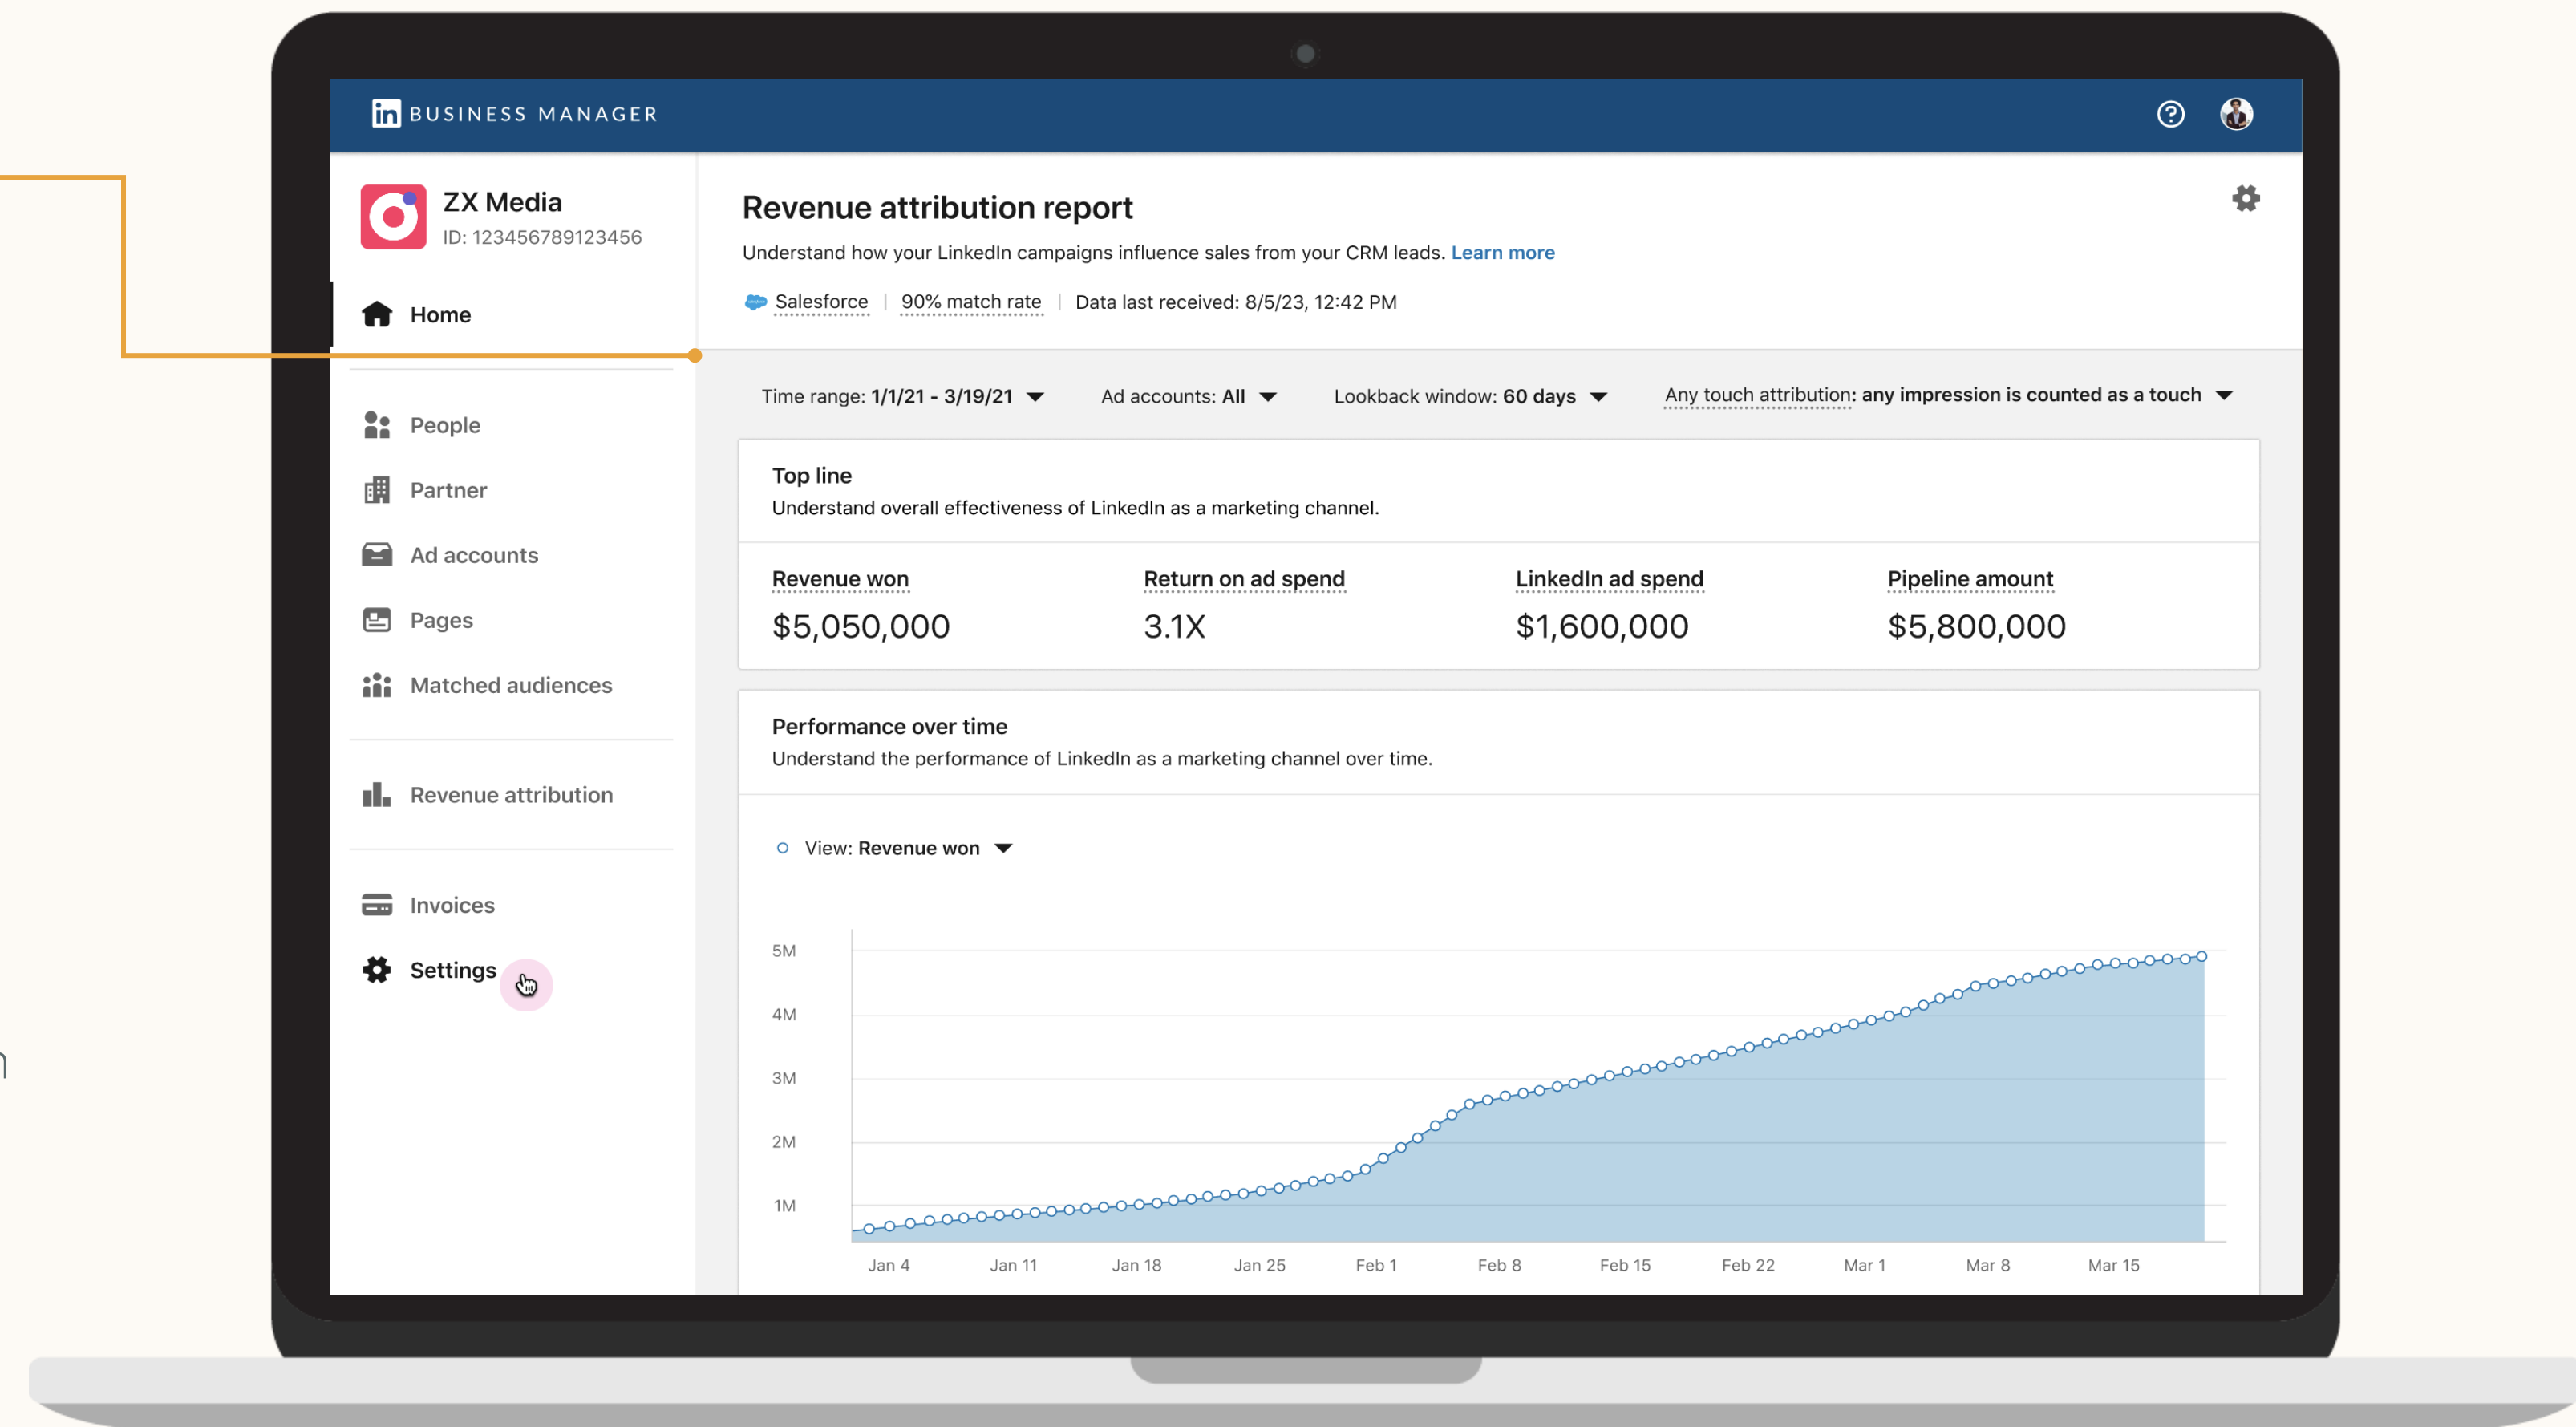 in BUSINESS MANAGER
ZX Media
ID: 123456789123456
Home
People
Partner
Ad accounts
Pages
Matched audiences
Revenue attribution
Invoices
Settings
Revenue attribution report
Understand how your LinkedIn campaigns influence sales from your CRM leads. Learn more
Salesforce | 90% match rate | Data last received: 8/5/23, 12:42 PM
Time range: 1/1/21 - 3/19/21 Ad accounts: All Lookback window: 60 days Any touch attribution: any impression is counted as a touch
Top line
Understand overall effectiveness of LinkedIn as a marketing channel.
Revenue won Return on ad spend LinkedIn ad spend Pipeline amount
$5,050,000 3.1X $1,600,000 $5,800,000
Performance over time
Understand the performance of LinkedIn as a marketing channel over time.
View: Revenue won
5M
4M
3M
2M
1M
Jan 4 Jan 11 Jan 18 Jan 25 Feb 1 Feb 8 Feb 15 Feb 22 Mar 1 Mar 8 Mar 15